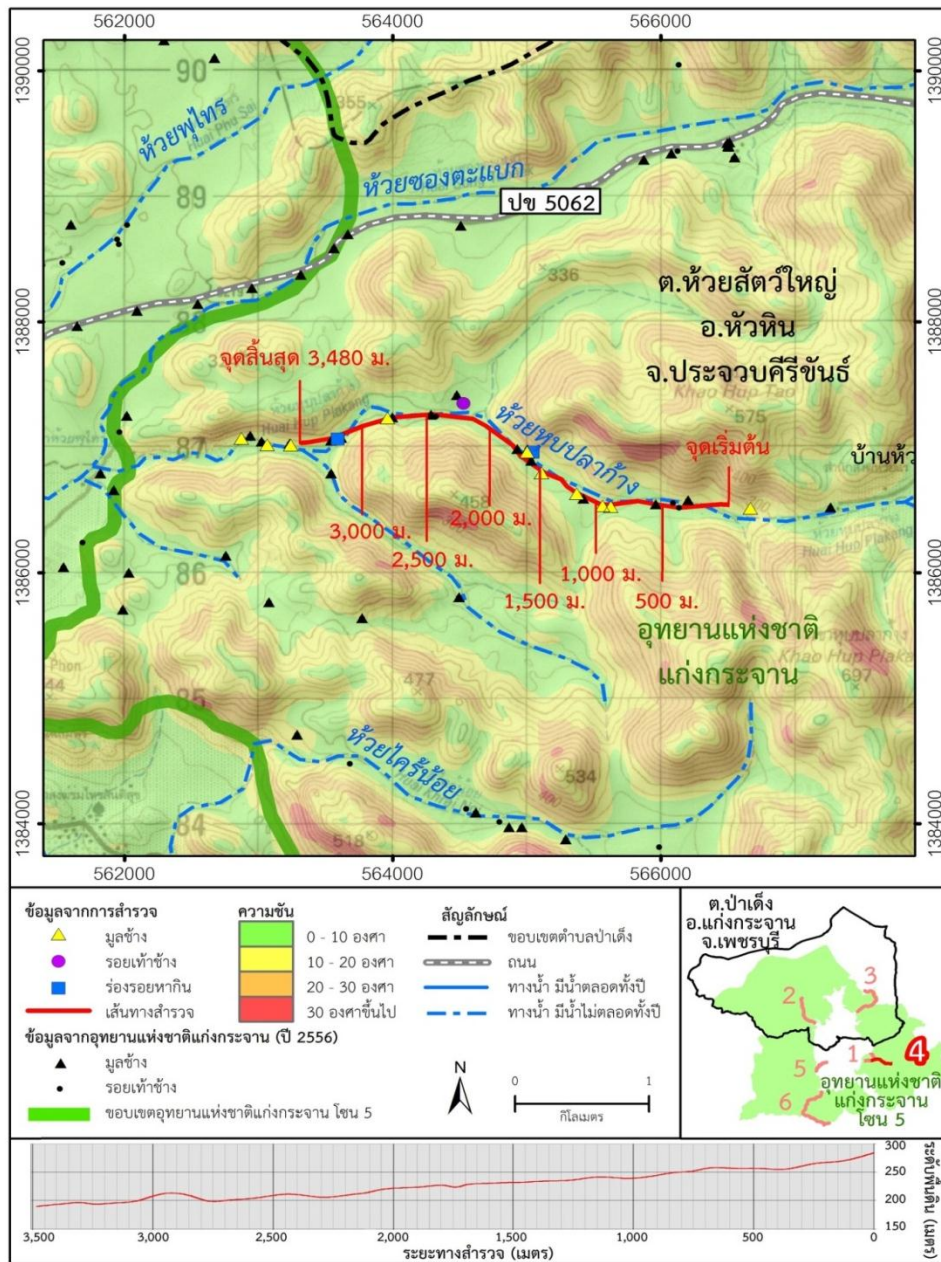 562000 564000 566000
1390000 1390000
90
355
Huai Phu Sai
ห้วยพุไทร
89
ห้วยซองตะแบก
ปข 5062
336
ต.ห้วยสัตว์ใหญ่
อ.หัวหิน
จ.ประจวบคีรีขันธ์
1388000 1388000
จุดสิ้นสุด 3,480 ม.
Khao Hup Tao
575
Huai Hup Plakang
87
ห้วยหุบปลาก้าง
จุดเริ่มต้น
บ้านหัว
458
3,000 ม.
2,000 ม.
2,500 ม.
1,000 ม.
1,500 ม.
500 ม.
Huai Hup Plakang
1386000 1386000
86
อุทยานแห่งชาติ
แก่งกระจาน
Khao Hup Plaka
697
Phon
44
85
477
ห้วยไคร้น้อย
534
84
518
1384000 1384000
562000 564000 566000
ข้อมูลจากการสำรวจ
มูลช้าง
รอยเท้าช้าง
ร่องรอยหากิน
เส้นทางสำรวจ
ข้อมูลจากอุทยานแห่งชาติแก่งกระจาน (ปี 2556)
มูลช้าง
รอยเท้าช้าง
ขอบเขตอุทยานแห่งชาติแก่งกระจาน โซน 5
ความชัน
0 - 10 องศา
10 - 20 องศา
20 - 30 องศา
30 องศาขึ้นไป
สัญลักษณ์
ขอบเขตตำบลป่าเด็ง
ถนน
ทางน้ำ มีน้ำตลอดทั้งปี
ทางน้ำ มีน้ำไม่ตลอดทั้งปี
N
0 1
กิโลเมตร
ต.ป่าเด็ง
อ.แก่งกระจาน
จ.เพชรบุรี
2 3
1 4
5
6
อุทยานแห่งชาติ
แก่งกระจาน
โซน 5
300
250
200
150
3,500 3,000 2,500 2,000 1,500 1,000 500 0
ระยะทางสำรวจ (เมตร)
(เมตร)